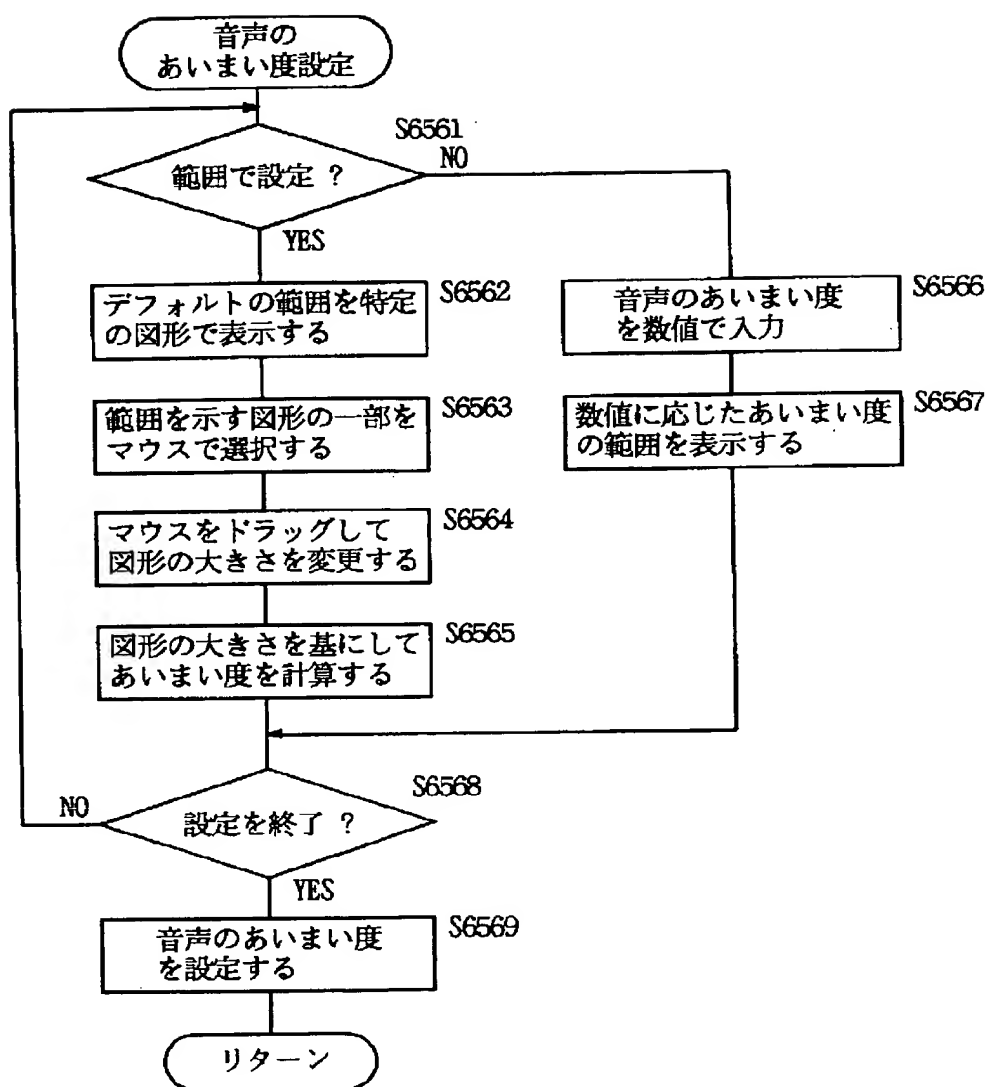 音声の
あいまい度設定
S6561
範囲で設定 ?
NO
YES
デフォルトの範囲を特定
の図形で表示する
S6562
範囲を示す図形の一部を
マウスで選択する
S6563
マウスをドラッグして
図形の大きさを変更する
S6564
図形の大きさを基にして
あいまい度を計算する
S6565
音声のあいまい度
を数値で入力
S6566
数値に応じたあいまい度
の範囲を表示する
S6567
S6568
設定を終了 ?
NO
YES
音声のあいまい度
を設定する
S6569
リターン